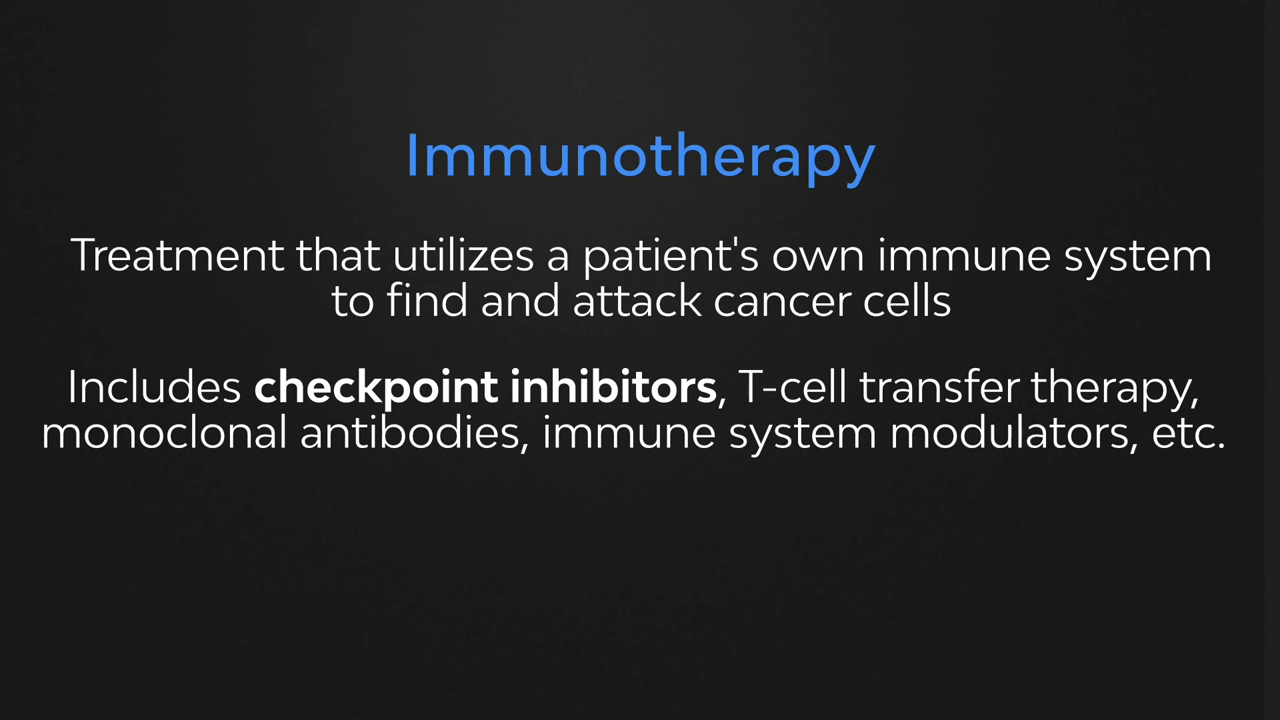 Immunotherapy
Treatment that utilizes a patient's own immune system
to find and attack cancer cells
Includes checkpoint inhibitors, T-cell transfer therapy,
monoclonal antibodies, immune system modulators, etc.